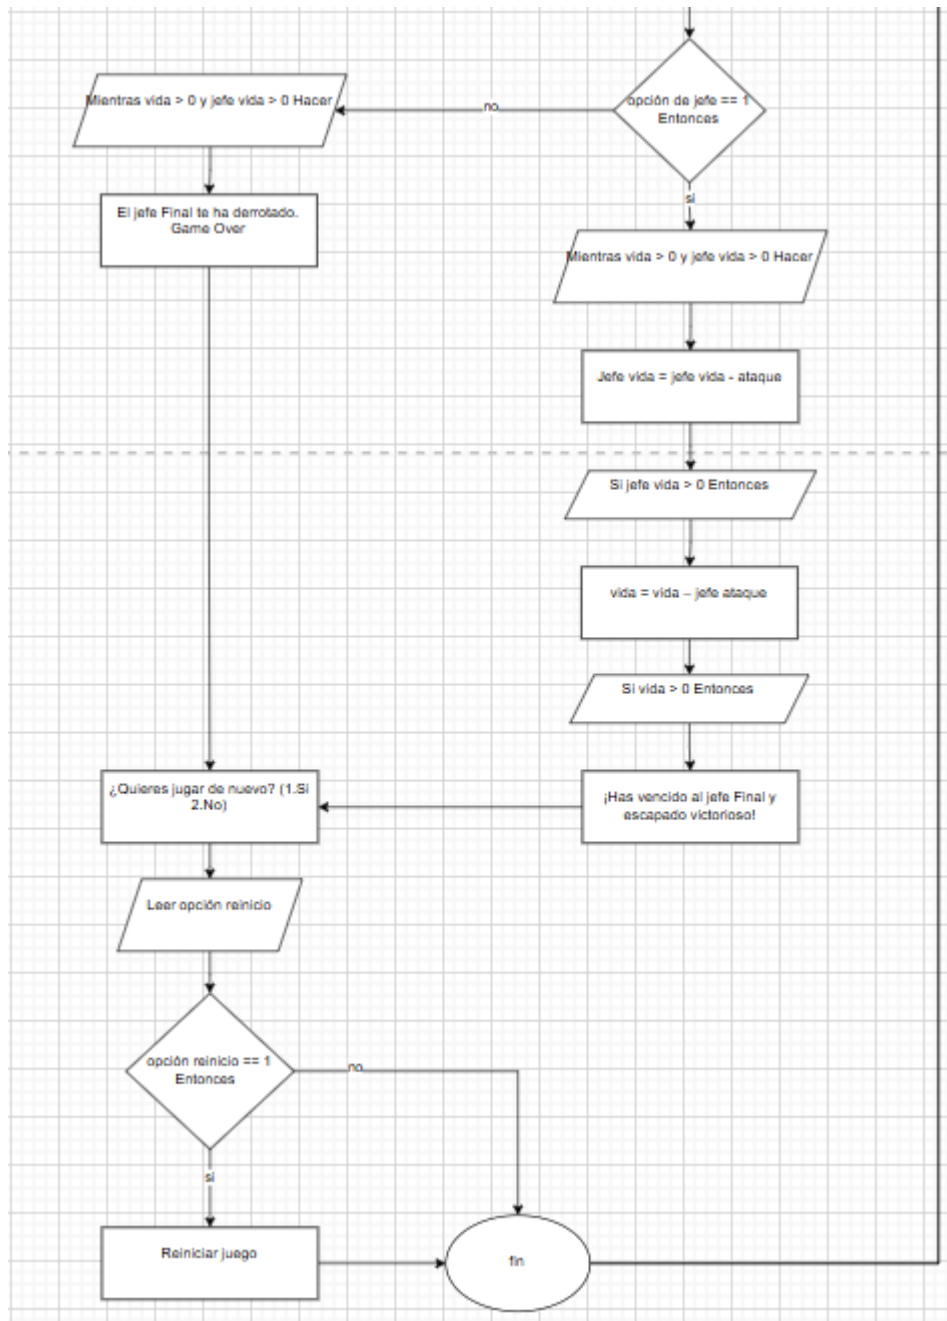 opción de jefe == 1
Entonces
no
Mientras vida > 0 y jefe vida > 0 Hacer
El jefe Final te ha derrotado.
Game Over
si
Mientras vida > 0 y jefe vida > 0 Hacer
Jefe vida = jefe vida - ataque
Si jefe vida > 0 Entonces
vida = vida – jefe ataque
Si vida > 0 Entonces
¡Has vencido al jefe Final y
escapado victorioso!
¿Quieres jugar de nuevo? (1.Si
2.No)
Leer opción reinicio
opción reinicio == 1
Entonces
no
si
Reiniciar juego
fin